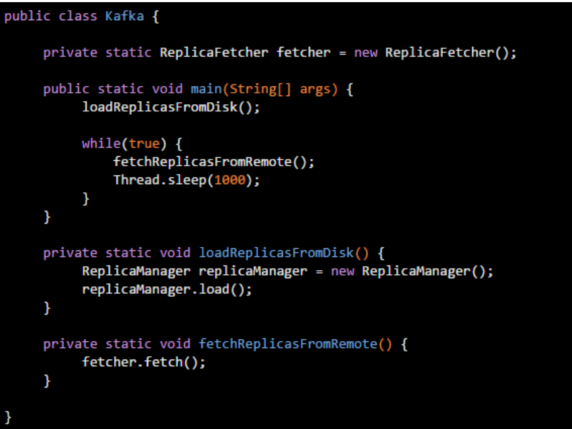 public class Kafka {
private static ReplicaFetcher fetcher = new ReplicaFetcher();
public static void main(String[] args) {
loadReplicasFromDisk();
while(true) {
fetchReplicasFromRemote();
Thread.sleep(1000);
}
}
private static void loadReplicasFromDisk() {
ReplicaManager replicaManager = new ReplicaManager();
replicaManager.load();
}
private static void fetchReplicasFromRemote() {
fetcher.fetch();
}
}